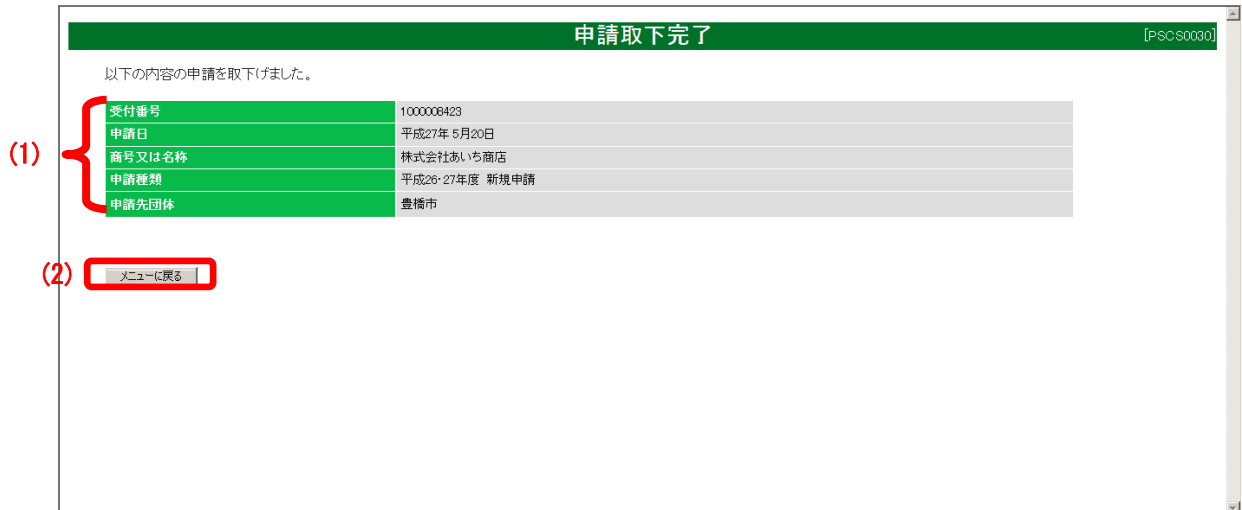 申請取下完了 [PSCS0030]
以下の内容の申請を取下げました。
(1)
受付番号 1000008423
申請日 平成27年 5月20日
商号又は名称 株式会社あいち商店
申請種類 平成26・27年度 新規申請
申請先団体 豊橋市
(2) メニューに戻る